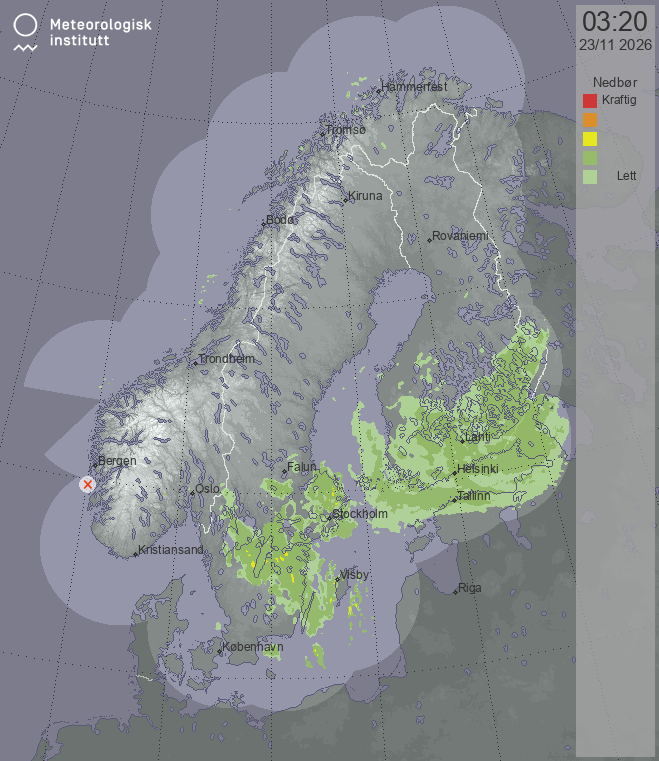 Meteorologisk
institutt
03:20
23/11 2026
Nedbør
Kraftig
Lett
Hammerfest
Tromsø
Kiruna
Bodø
Rovaniemi
Trondheim
Lahti
Bergen
Falun
Helsinki
Oslo
Tallinn
Stockholm
Kristiansand
Visby
Riga
København